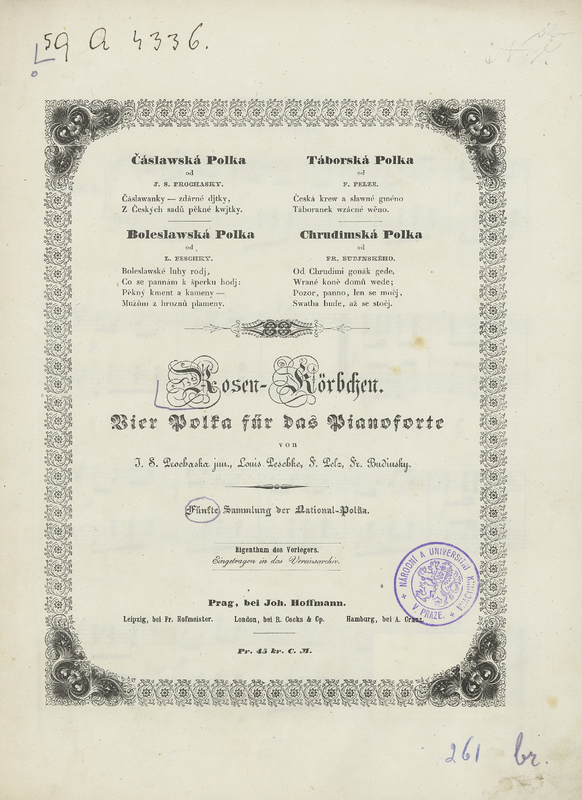 59 A 4336.
Čáslawská Polka
od
J. S. PROCHASKY.
Čáslawanky — zdárné djtky,
Z Českých sadů pěkné kwjtky.
Táborská Polka
od
F. PELZE.
Česká krew a slawné gméno
Táboranek wzácné wěno.
Boleslawská Polka
od
L. PESCHKY.
Boleslawské luhy rodj,
Co se pannám k šperku hodj:
Pěkný kment a kameny —
Mužům z hroznů plameny.
Chrudimská Polka
od
FR. BUDINSKÉHO.
Od Chrudimi gonák gede,
Wrané koně domů wede;
Pozor, panno, len se močj,
Swatba bude, až se stočj.
Rosen-Körbchen.
Vier Polka für das Pianoforte
von
J. S. Prochaska jun., Louis Peschke, F. Pelz, Fr. Budinsky.
Fünfte Sammlung der National-Polka.
Eigenthum des Verlegers.
Eingetragen in das Vereinsarchiv.
NÁRODNÍ A UNIVERSITNÍ KNIHOVNA
V PRAZE.
Prag, bei Joh. Hoffmann.
Leipzig, bei Fr. Hofmeister. London, bei R. Cocks & Cp. Hamburg, bei A. Cranz.
Pr. 45 kr. C. M.
261 br.